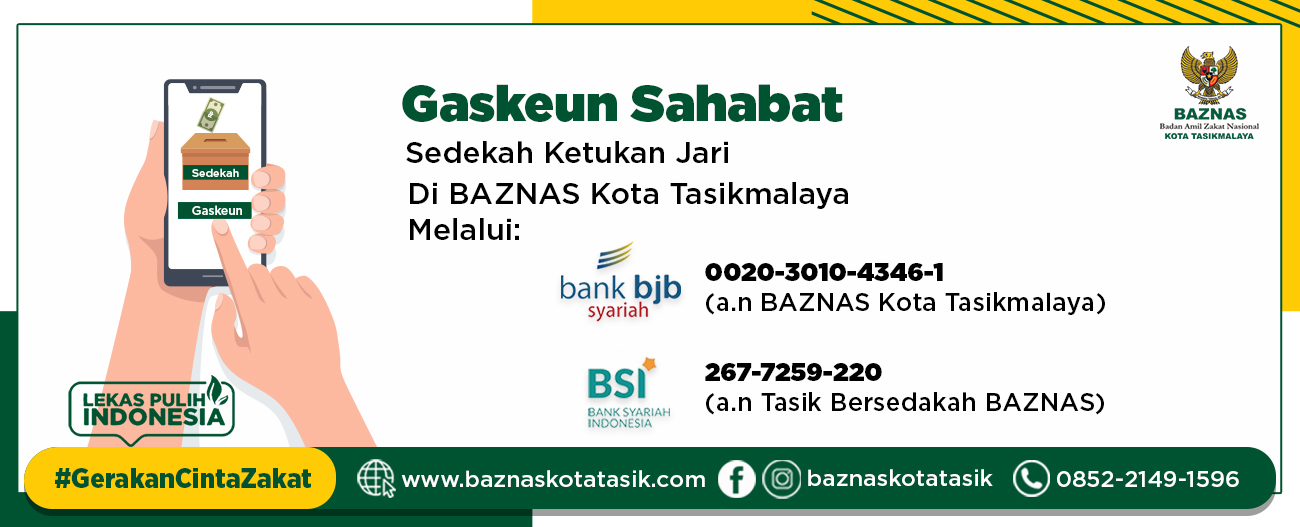 Gaskeun Sahabat
Sedekah Ketukan Jari
Di BAZNAS Kota Tasikmalaya
Melalui:
BAZNAS
Badan Amil Zakat Nasional
KOTA TASIKMALAYA
Sedekah
Gaskeun
bank bjb
syariah
0020-3010-4346-1
(a.n BAZNAS Kota Tasikmalaya)
BSI
BANK SYARIAH
INDONESIA
267-7259-220
(a.n Tasik Bersedakah BAZNAS)
LEKAS PULIH
INDONESIA
#GerakanCintaZakat
www.baznaskotatasik.com
baznaskotatasik
0852-2149-1596